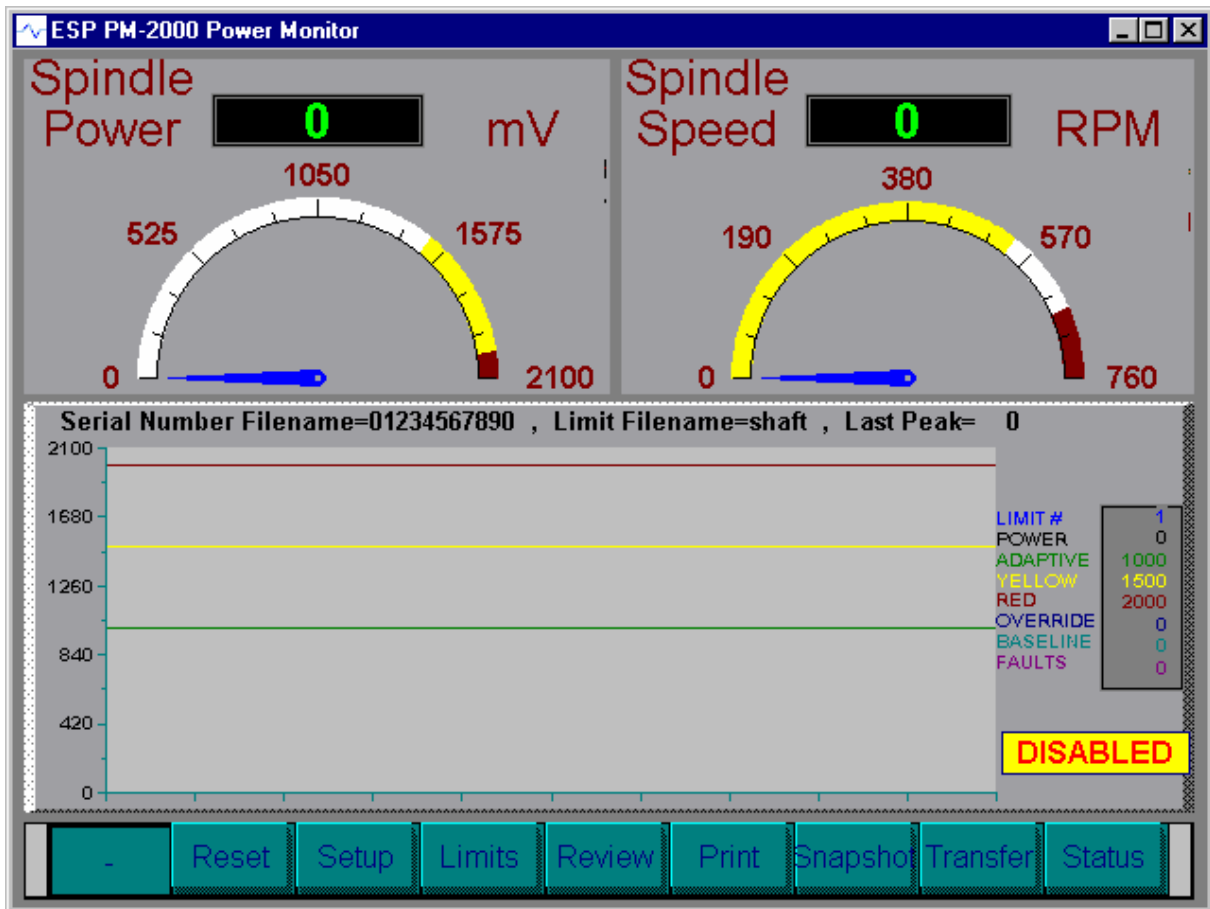 ESP PM-2000 Power Monitor
Spindle Power 0 mV
0 525 1050 1575 2100
Spindle Speed 0 RPM
0 190 380 570 760
Serial Number Filename=01234567890 , Limit Filename=shaft , Last Peak= 0
2100
1680
1260
840
420
0
LIMIT # 1
POWER 0
ADAPTIVE 1000
YELLOW 1500
RED 2000
OVERRIDE 0
BASELINE 0
FAULTS 0
DISABLED
- Reset Setup Limits Review Print Snapshot Transfer Status